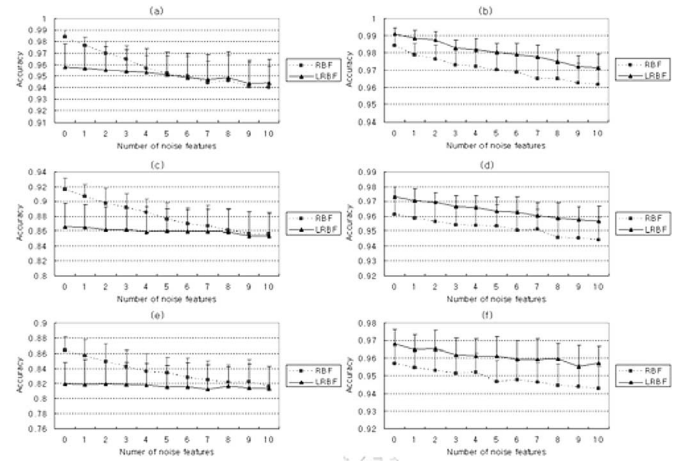 (a)
1
0.99
0.98
0.97
0.96
0.95
0.94
0.93
0.92
0.91
Accuracy
0 1 2 3 4 5 6 7 8 9 10
Number of noise features
RBF
LRBF
(b)
1
0.99
0.98
0.97
0.96
0.95
0.94
Accuracy
0 1 2 3 4 5 6 7 8 9 10
Number of noise features
RBF
LRBF
(c)
0.94
0.92
0.9
0.88
0.86
0.84
0.82
0.8
Accuracy
0 1 2 3 4 5 6 7 8 9 10
Number of noise features
RBF
LRBF
(d)
0.99
0.98
0.97
0.96
0.95
0.94
0.93
0.92
Accuracy
0 1 2 3 4 5 6 7 8 9 10
Number of noise features
RBF
LRBF
(e)
0.9
0.88
0.86
0.84
0.82
0.8
0.78
0.76
Accuracy
0 1 2 3 4 5 6 7 8 9 10
Numer of noise features
RBF
LRBF
(f)
0.98
0.97
0.96
0.95
0.94
0.93
0.92
Accuracy
0 1 2 3 4 5 6 7 8 9 10
Number of noise features
RBF
LRBF